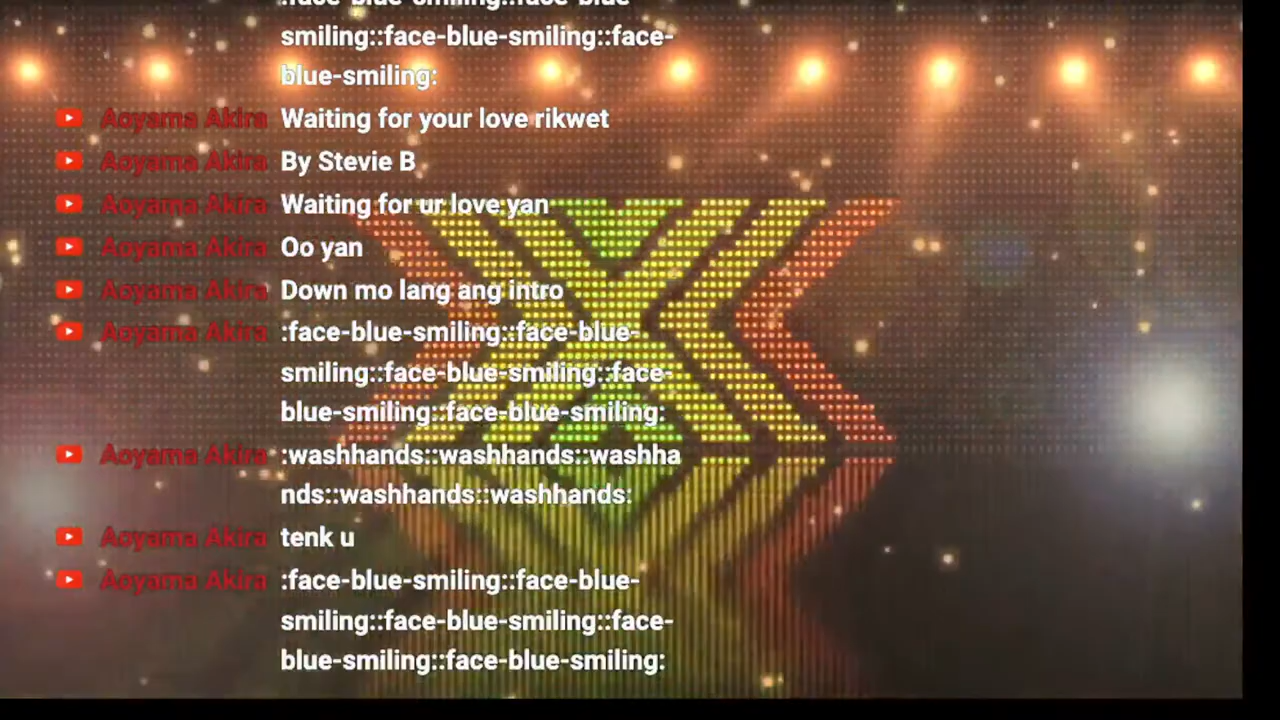 :face-blue-smiling::face-blue-
smiling::face-blue-smiling::face-
blue-smiling:
Aoyama Akira Waiting for your love rikwet
Aoyama Akira By Stevie B
Aoyama Akira Waiting for ur love yan
Aoyama Akira Oo yan
Aoyama Akira Down mo lang ang intro
Aoyama Akira :face-blue-smiling::face-blue-
smiling::face-blue-smiling::face-
blue-smiling::face-blue-smiling:
Aoyama Akira :washhands::washhands::washha
nds::washhands::washhands:
Aoyama Akira tenk u
Aoyama Akira :face-blue-smiling::face-blue-
smiling::face-blue-smiling::face-
blue-smiling::face-blue-smiling: